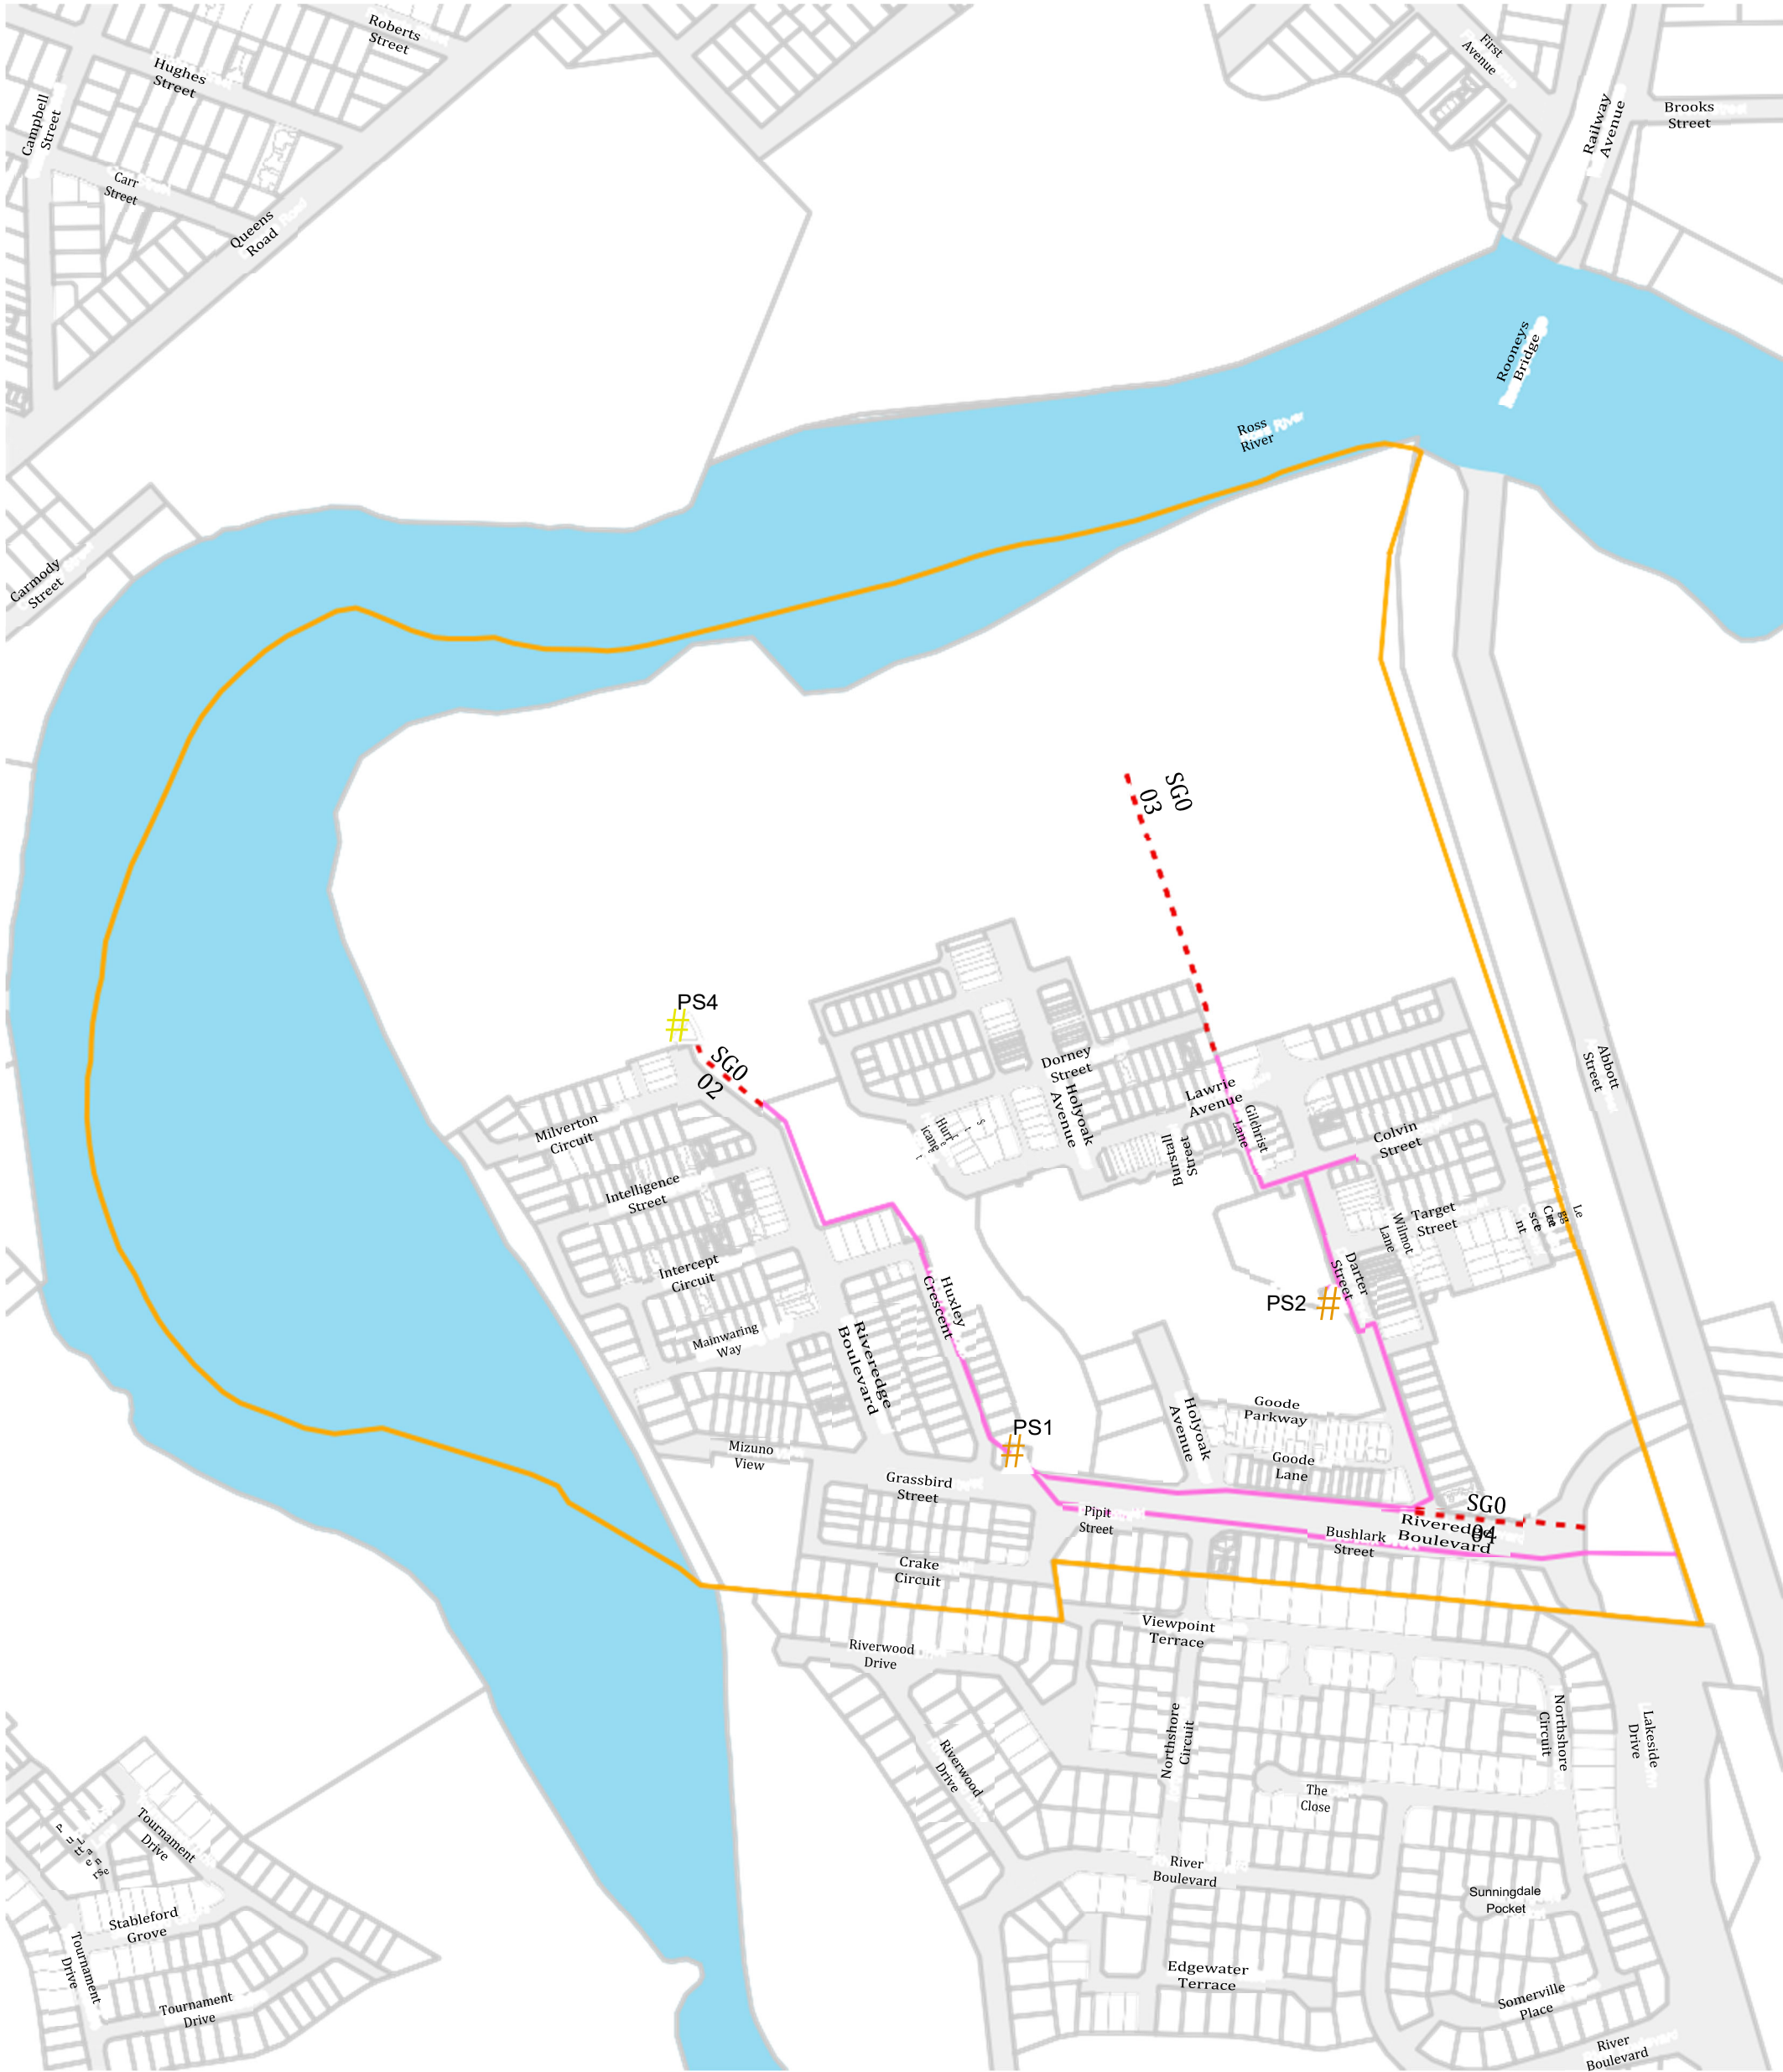 Roberts
Street
Hughes
Street
Campbell
Street
Carr
Street
Queens
Road
First
Avenue
Railway
Avenue
Brooks
Street
Rooneys
Bridge
Ross
River
Carmody
Street
SG0
03
PS4
SG0
02
Dorney
Street
Holyoak
Avenue
Lawrie
Avenue
Gilchrist
Lane
Burstall
Street
Colvin
Street
Abbott
Street
Milverton
Circuit
Intelligence
Street
Intercept
Circuit
Mainwaring
Way
Target
Street
Wilmot
Lane
Darter
Street
PS2
Huxley
Crescent
Riveredge
Boulevard
Mizuno
View
PS1
Holyoak
Avenue
Goode
Parkway
Goode
Lane
Grassbird
Street
Pipit
Street
SG0
04
Riveredge
Boulevard
Bushlark
Street
Crake
Circuit
Viewpoint
Terrace
Riverwood
Drive
Riverwood
Drive
Northshore
Circuit
Northshore
Circuit
Lakeside
Drive
The
Close
River
Boulevard
Sunningdale
Pocket
Edgewater
Terrace
Somerville
Place
River
Boulevard
Tournament
Drive
Stableford
Grove
Tournament
Drive
Tournament
Drive